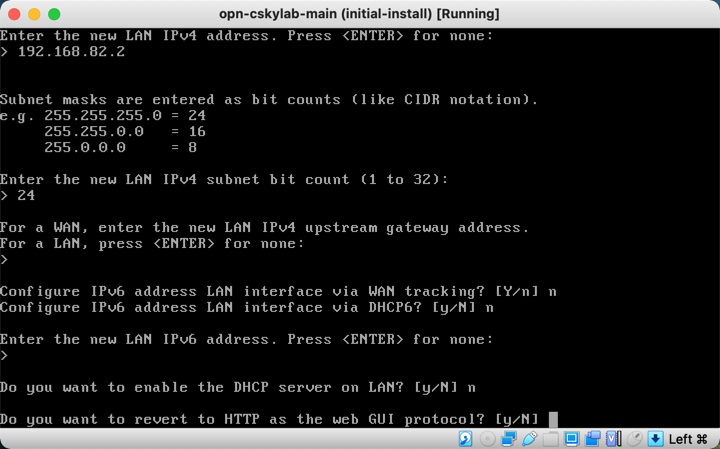 opn-cskylab-main (initial-install) [Running]
Enter the new LAN IPv4 address. Press <ENTER> for none:
> 192.168.82.2
Subnet masks are entered as bit counts (like CIDR notation).
e.g. 255.255.255.0 = 24
255.255.0.0 = 16
255.0.0.0 = 8
Enter the new LAN IPv4 subnet bit count (1 to 32):
> 24
For a WAN, enter the new LAN IPv4 upstream gateway address.
For a LAN, press <ENTER> for none:
>
Configure IPv6 address LAN interface via WAN tracking? [Y/n] n
Configure IPv6 address LAN interface via DHCP6? [y/N] n
Enter the new LAN IPv6 address. Press <ENTER> for none:
>
Do you want to enable the DHCP server on LAN? [y/N] n
Do you want to revert to HTTP as the web GUI protocol? [y/N]
Left ⌘